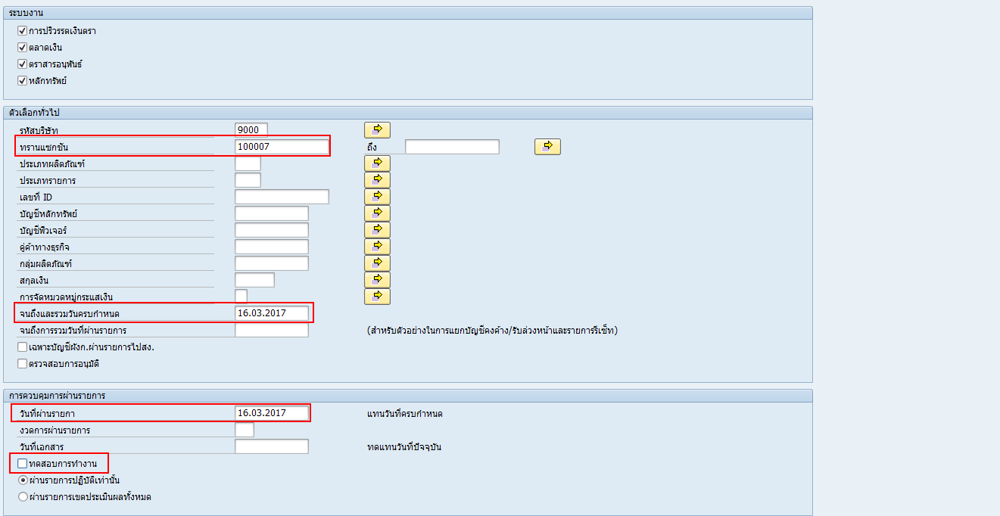 ระบบงาน
การปริวรรตเงินตรา
ตลาดเงิน
ตราสารอนุพันธ์
หลักทรัพย์
ตัวเลือกทั่วไป
รหัสบริษัท 9000
ทรานแซกชัน 100007 ถึง
ประเภทผลิตภัณฑ์
ประเภทรายการ
เลขที่ ID
บัญชีหลักทรัพย์
บัญชีฟิวเจอร์
คู่ค้าทางธุรกิจ
กลุ่มผลิตภัณฑ์
สกุลเงิน
การจัดหมวดหมู่กระแสเงิน
จนถึงและรวมวันครบกำหนด 16.03.2017
จนถึงการรวมวันที่ผ่านรายการ (สำหรับตัวอย่างในการแยกบัญชีคงค้าง/รับล่วงหน้าและรายการรีเซ็ท)
เฉพาะบัญชีผังก.ผ่านรายการไปสง.
ตรวจสอบการอนุมัติ
การควบคุมการผ่านรายการ
วันที่ผ่านรายกา 16.03.2017 แทนวันที่ครบกำหนด
งวดการผ่านรายการ
วันที่เอกสาร ทดแทนวันที่ปัจจุบัน
ทดสอบการทำงาน
ผ่านรายการปฏิบัติเท่านั้น
ผ่านรายการเขตประเมินผลทั้งหมด